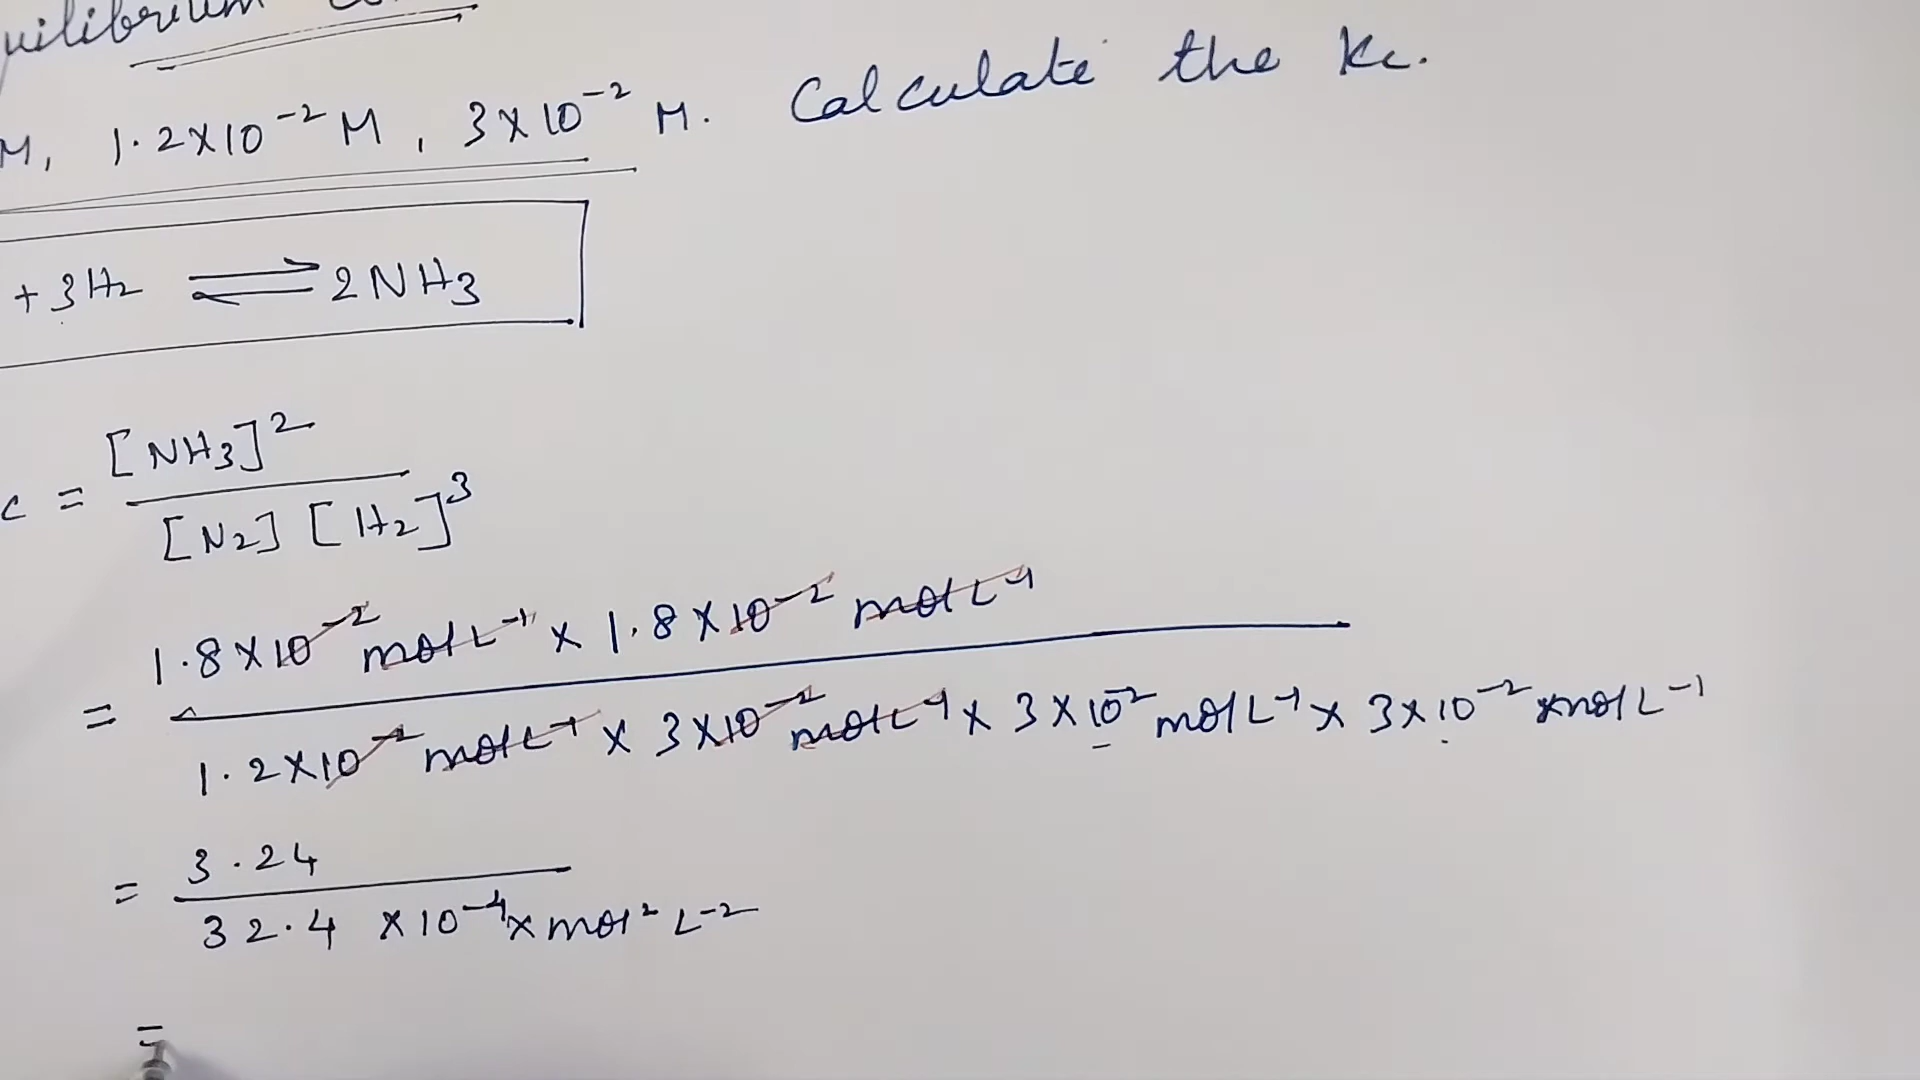 M, 1.2×10⁻² M, 3×10⁻² M. Calculate the Kc.
+ 3H₂ ⇌ 2NH₃
c = [NH₃]² / [N₂] [H₂]³
= 1.8×10⁻² mol L⁻¹ × 1.8×10⁻² mol L⁻¹
1.2×10⁻² mol L⁻¹ × 3×10⁻² mol L⁻¹ × 3×10⁻² mol L⁻¹ × 3×10⁻² mol L⁻¹
= 3.24
32.4 ×10⁻⁴ × mol² L⁻²
=